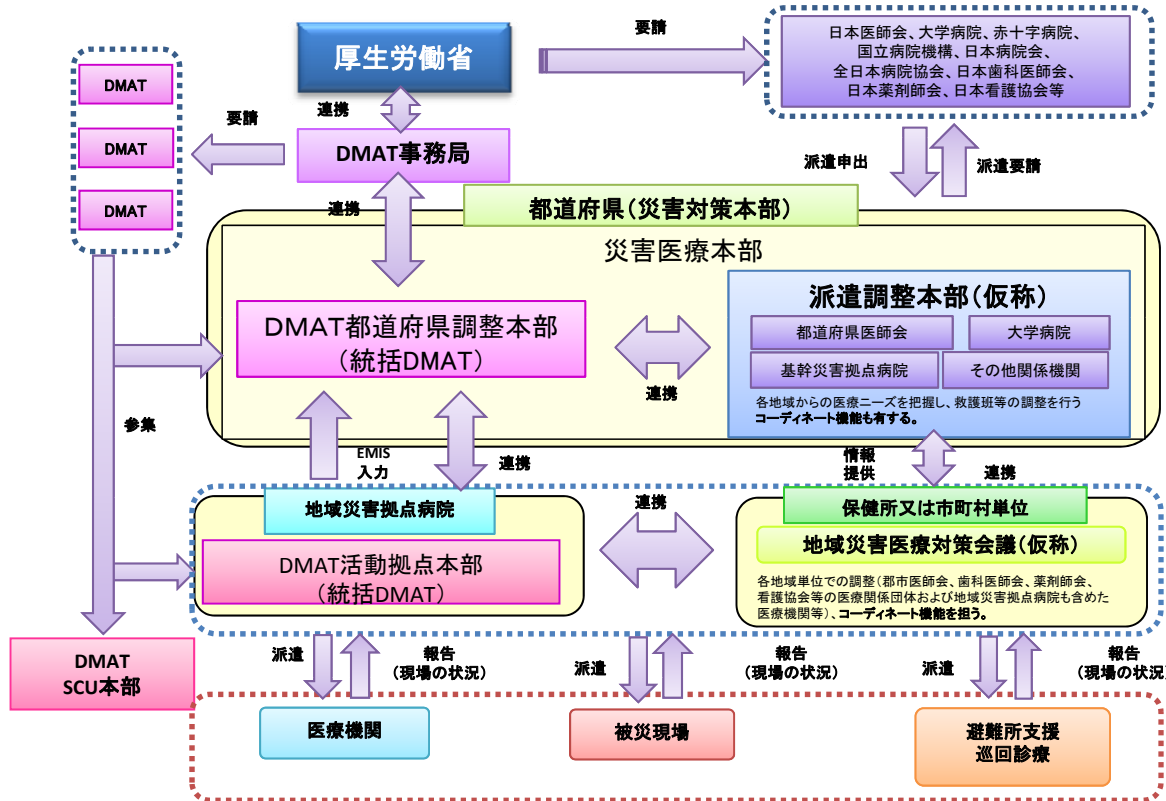 厚生労働省
要請
日本医師会、大学病院、赤十字病院、
国立病院機構、日本病院会、
全日本病院協会、日本歯科医師会、
日本薬剤師会、日本看護協会等
DMAT
DMAT
DMAT
要請
連携
DMAT事務局
派遣申出
派遣要請
連携
都道府県(災害対策本部)
災害医療本部
DMAT都道府県調整本部
(統括DMAT)
連携
派遣調整本部(仮称)
都道府県医師会
大学病院
基幹災害拠点病院
その他関係機関
各地域からの医療ニーズを把握し、救護班等の調整を行う
コーディネート機能も有する。
参集
EMIS
入力
連携
情報
提供
連携
地域災害拠点病院
DMAT活動拠点本部
(統括DMAT)
連携
保健所又は市町村単位
地域災害医療対策会議(仮称)
各地域単位での調整(郡市医師会、歯科医師会、薬剤師会、
看護協会等の医療関係団体および地域災害拠点病院も含めた
医療機関等)、コーディネート機能を担う。
DMAT
SCU本部
派遣
報告
(現場の状況)
派遣
報告
(現場の状況)
派遣
報告
(現場の状況)
医療機関
被災現場
避難所支援
巡回診療